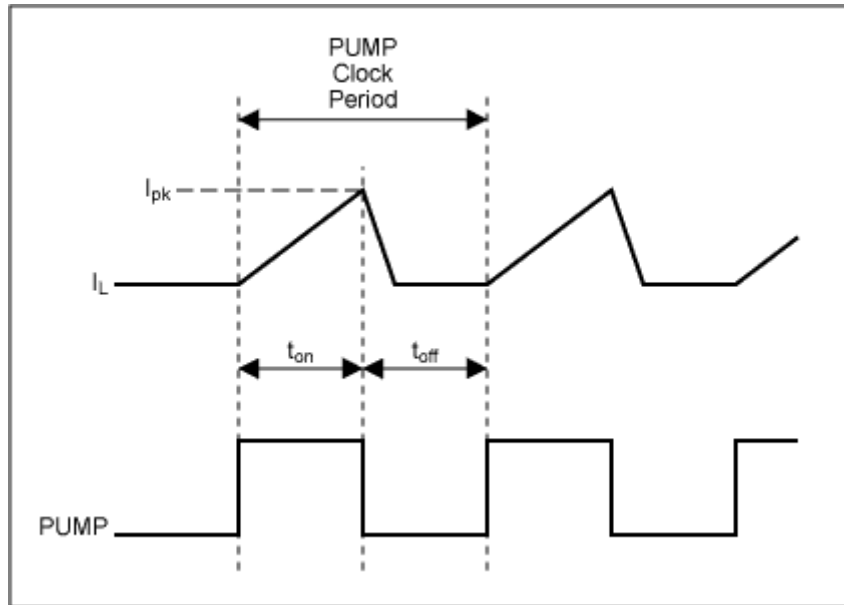 PUMP
Clock
Period
Ipk
IL
ton
toff
PUMP